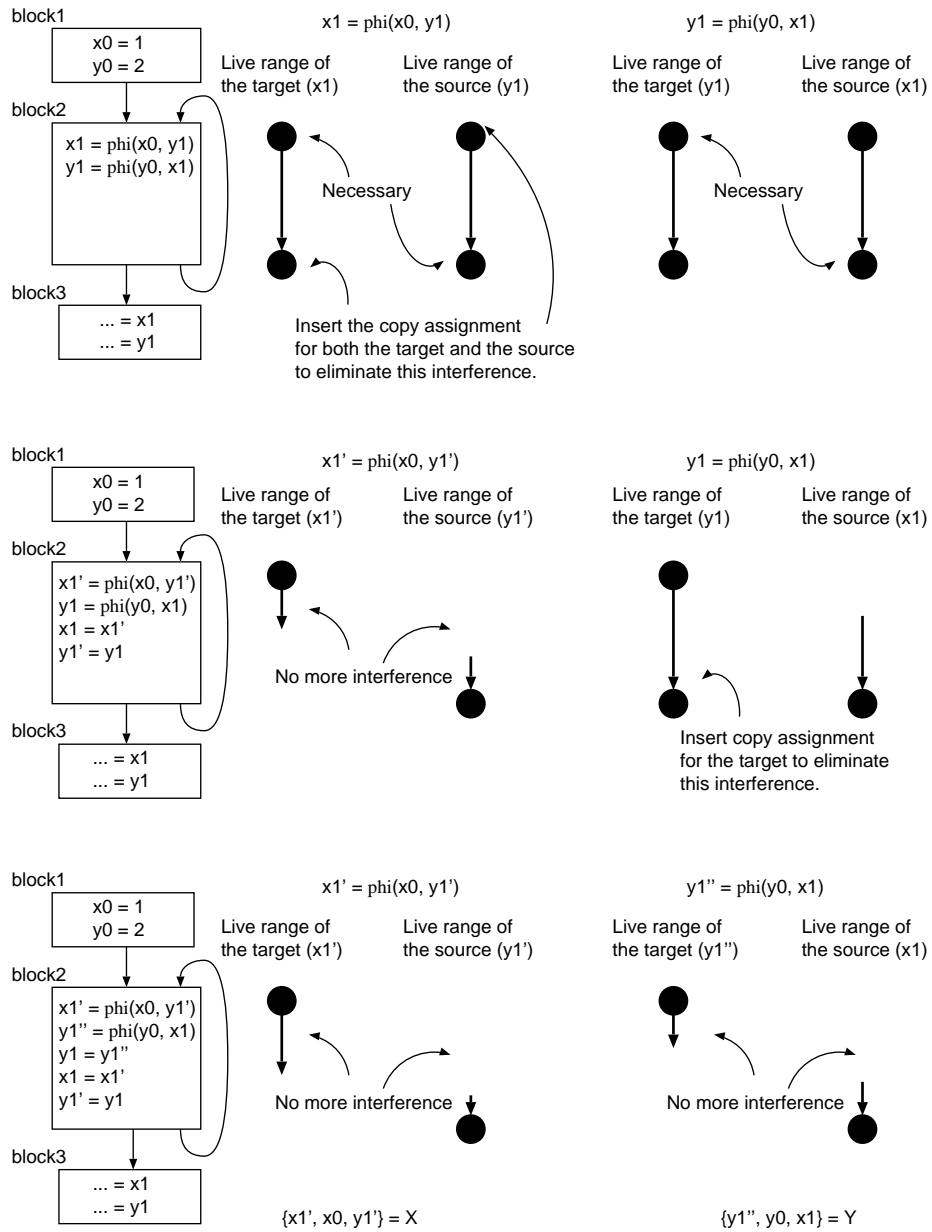 block1
x0 = 1
y0 = 2
block2
x1 = phi(x0, y1)
y1 = phi(y0, x1)
block3
... = x1
... = y1
x1 = phi(x0, y1)
Live range of
the target (x1)
Live range of
the source (y1)
Necessary
Insert the copy assignment
for both the target and the source
to eliminate this interference.
y1 = phi(y0, x1)
Live range of
the target (y1)
Live range of
the source (x1)
Necessary
block1
x0 = 1
y0 = 2
block2
x1' = phi(x0, y1')
y1 = phi(y0, x1)
x1 = x1'
y1' = y1
block3
... = x1
... = y1
x1' = phi(x0, y1')
Live range of
the target (x1')
Live range of
the source (y1')
No more interference
y1 = phi(y0, x1)
Live range of
the target (y1)
Live range of
the source (x1)
Insert copy assignment
for the target to eliminate
this interference.
block1
x0 = 1
y0 = 2
block2
x1' = phi(x0, y1')
y1'' = phi(y0, x1)
y1 = y1''
x1 = x1'
y1' = y1
block3
... = x1
... = y1
x1' = phi(x0, y1')
Live range of
the target (x1')
Live range of
the source (y1')
No more interference
{x1', x0, y1'} = X
y1'' = phi(y0, x1)
Live range of
the target (y1'')
Live range of
the source (x1)
No more interference
{y1'', y0, x1} = Y